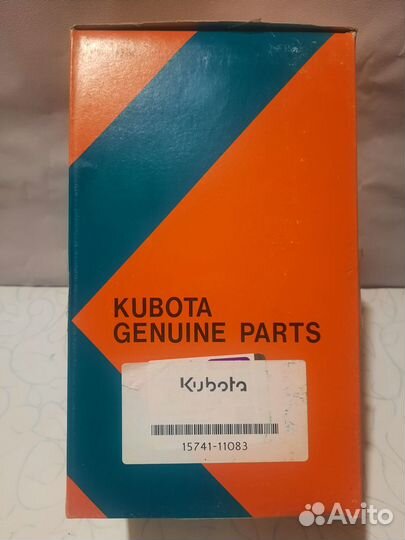 KUBOTA
GENUINE PARTS
Kubota
15741-11083
Avito